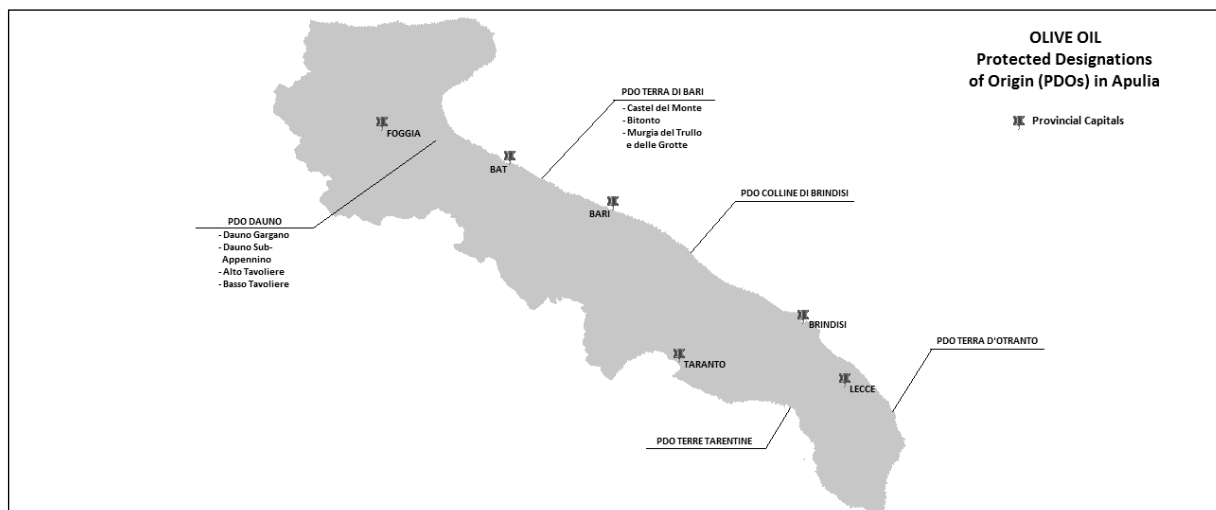 OLIVE OIL
Protected Designations
of Origin (PDOs) in Apulia
Provincial Capitals
PDO TERRA DI BARI
- Castel del Monte
- Bitonto
- Murgia del Trullo
e delle Grotte
FOGGIA
BAT
BARI
PDO COLLINE DI BRINDISI
PDO DAUNO
- Dauno Gargano
- Dauno Sub-
Appennino
- Alto Tavoliere
- Basso Tavoliere
BRINDISI
PDO TERRA D'OTRANTO
TARANTO
LECCE
PDO TERRE TARENTINE